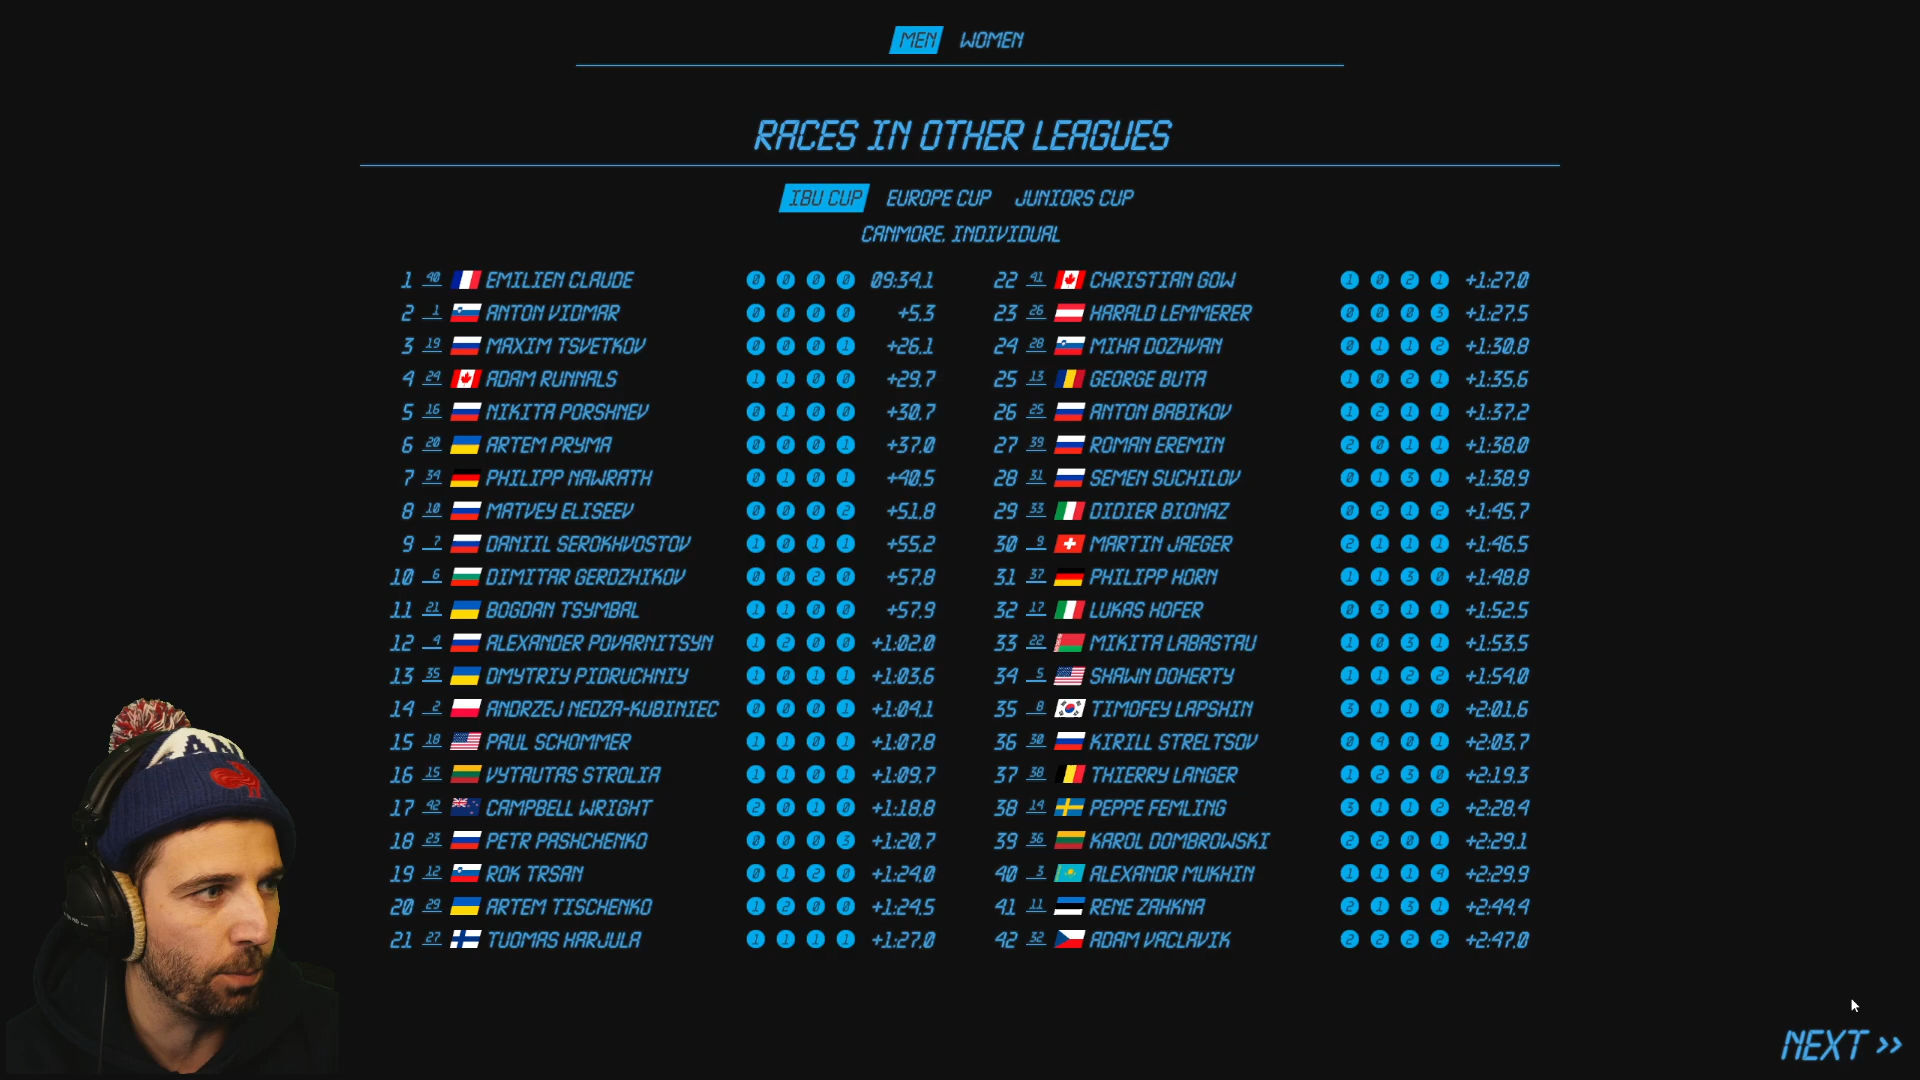 MEN WOMEN
RACES IN OTHER LEAGUES
IBU CUP EUROPE CUP JUNIORS CUP
CANMORE. INDIVIDUAL
1 40 EMILIEN CLAUDE 0 0 0 0 09:34.1
2 1 ANTON VIDMAR 0 0 0 0 +5.3
3 19 MAXIM TSVETKOV 0 0 0 1 +26.1
4 24 ADAM RUNNALS 1 1 0 0 +29.7
5 16 NIKITA PORSHNEV 0 1 0 0 +30.7
6 20 ARTEM PRYMA 0 0 0 1 +37.0
7 34 PHILIPP NAWRATH 0 1 0 1 +40.5
8 10 MATVEY ELISEEV 0 0 0 2 +51.8
9 7 DANIIL SEROKHVOSTOV 1 0 1 1 +55.2
10 6 DIMITAR GERDZHIKOV 0 0 2 0 +57.8
11 21 BOGDAN TSYMBAL 1 1 0 0 +57.9
12 4 ALEXANDER POVARNITSYN 1 2 0 0 +1:02.0
13 35 DMYTRIY PIDRUCHNIY 1 0 1 1 +1:03.6
14 2 ANDRZEJ NEDZA-KUBINIEC 0 0 0 1 +1:04.1
15 18 PAUL SCHOMMER 1 1 0 1 +1:07.8
16 15 VYTAUTAS STROLIA 1 1 0 1 +1:09.7
17 42 CAMPBELL WRIGHT 2 0 1 0 +1:18.8
18 23 PETR PASHCHENKO 0 0 0 3 +1:20.7
19 12 ROK TRSAN 0 1 2 0 +1:24.0
20 29 ARTEM TISCHENKO 1 2 0 0 +1:24.5
21 27 TUOMAS HARJULA 1 1 1 1 +1:27.0
22 41 CHRISTIAN GOW 1 0 2 1 +1:27.0
23 26 HARALD LEMMERER 0 0 0 3 +1:27.5
24 28 MIHA DOZHVAN 0 1 1 2 +1:30.8
25 13 GEORGE BUTA 1 0 2 1 +1:35.6
26 25 ANTON BABIKOV 1 2 1 1 +1:37.2
27 39 ROMAN EREMIN 2 0 1 1 +1:38.0
28 31 SEMEN SUCHILOV 0 1 3 1 +1:38.9
29 33 DIDIER BIONAZ 0 2 1 2 +1:45.7
30 9 MARTIN JAEGER 2 1 1 1 +1:46.5
31 37 PHILIPP HORN 1 1 3 0 +1:48.8
32 17 LUKAS HOFER 0 3 1 1 +1:52.5
33 22 MIKITA LABASTAU 1 0 3 1 +1:53.5
34 5 SHAWN DOHERTY 1 1 2 2 +1:54.0
35 8 TIMOFEY LAPSHIN 3 1 1 0 +2:01.6
36 30 KIRILL STRELTSOV 0 4 0 1 +2:03.7
37 38 THIERRY LANGER 1 2 3 0 +2:19.3
38 14 PEPPE FEMLING 3 1 1 2 +2:28.4
39 36 KAROL DOMBROWSKI 2 2 0 1 +2:29.1
40 3 ALEXANDR MUKHIN 1 1 1 4 +2:29.9
41 11 RENE ZAHKNA 2 1 3 1 +2:44.4
42 32 ADAM VACLAVIK 2 2 2 2 +2:47.0
NEXT >>